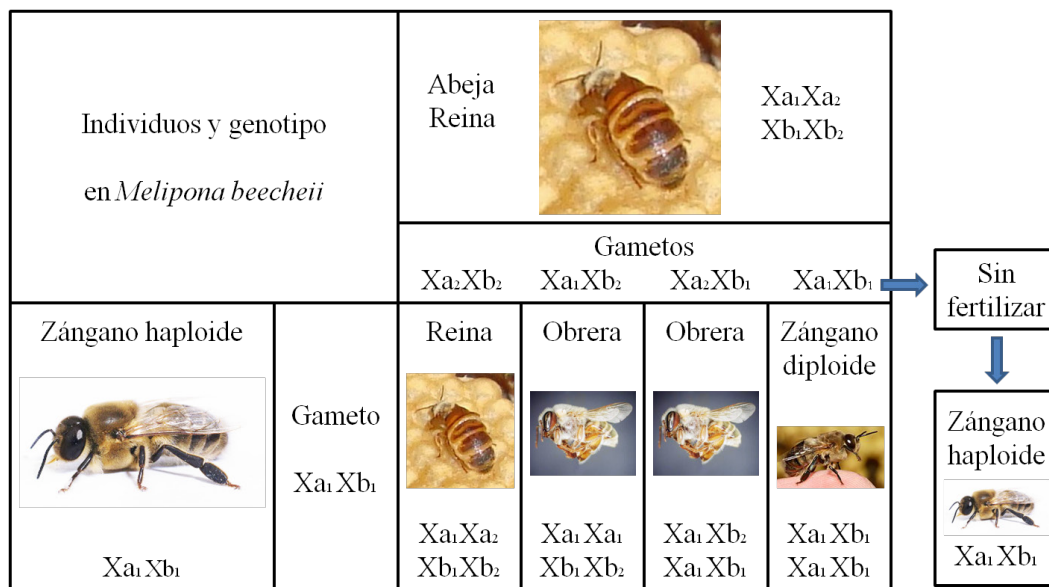 Individuos y genotipo
en Melipona beecheii
Abeja
Reina
Xa₁Xa₂
Xb₁Xb₂
Gametos
Xa₂Xb₂
Xa₁Xb₂
Xa₂Xb₁
Xa₁Xb₁
Sin
fertilizar
Zángano haploide
Xa₁Xb₁
Gameto
Xa₁Xb₁
Reina
Xa₁Xa₂
Xb₁Xb₂
Obrera
Xa₁Xa₁
Xb₁Xb₂
Obrera
Xa₁Xb₂
Xa₁Xb₁
Zángano
diploide
Xa₁Xb₁
Xa₁Xb₁
Zángano
haploide
Xa₁Xb₁